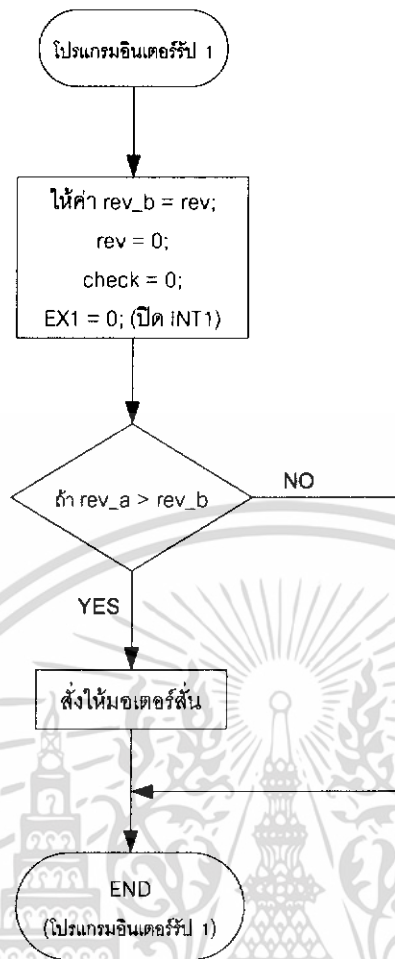 โปรแกรมอินเตอร์รัป 1
ให้ค่า rev_b = rev;
rev = 0;
check = 0;
EX1 = 0; (ปิด INT1)
ถ้า rev_a > rev_b
NO
YES
สั่งให้มอเตอร์สั่น
END
(โปรแกรมอินเตอร์รัป 1)